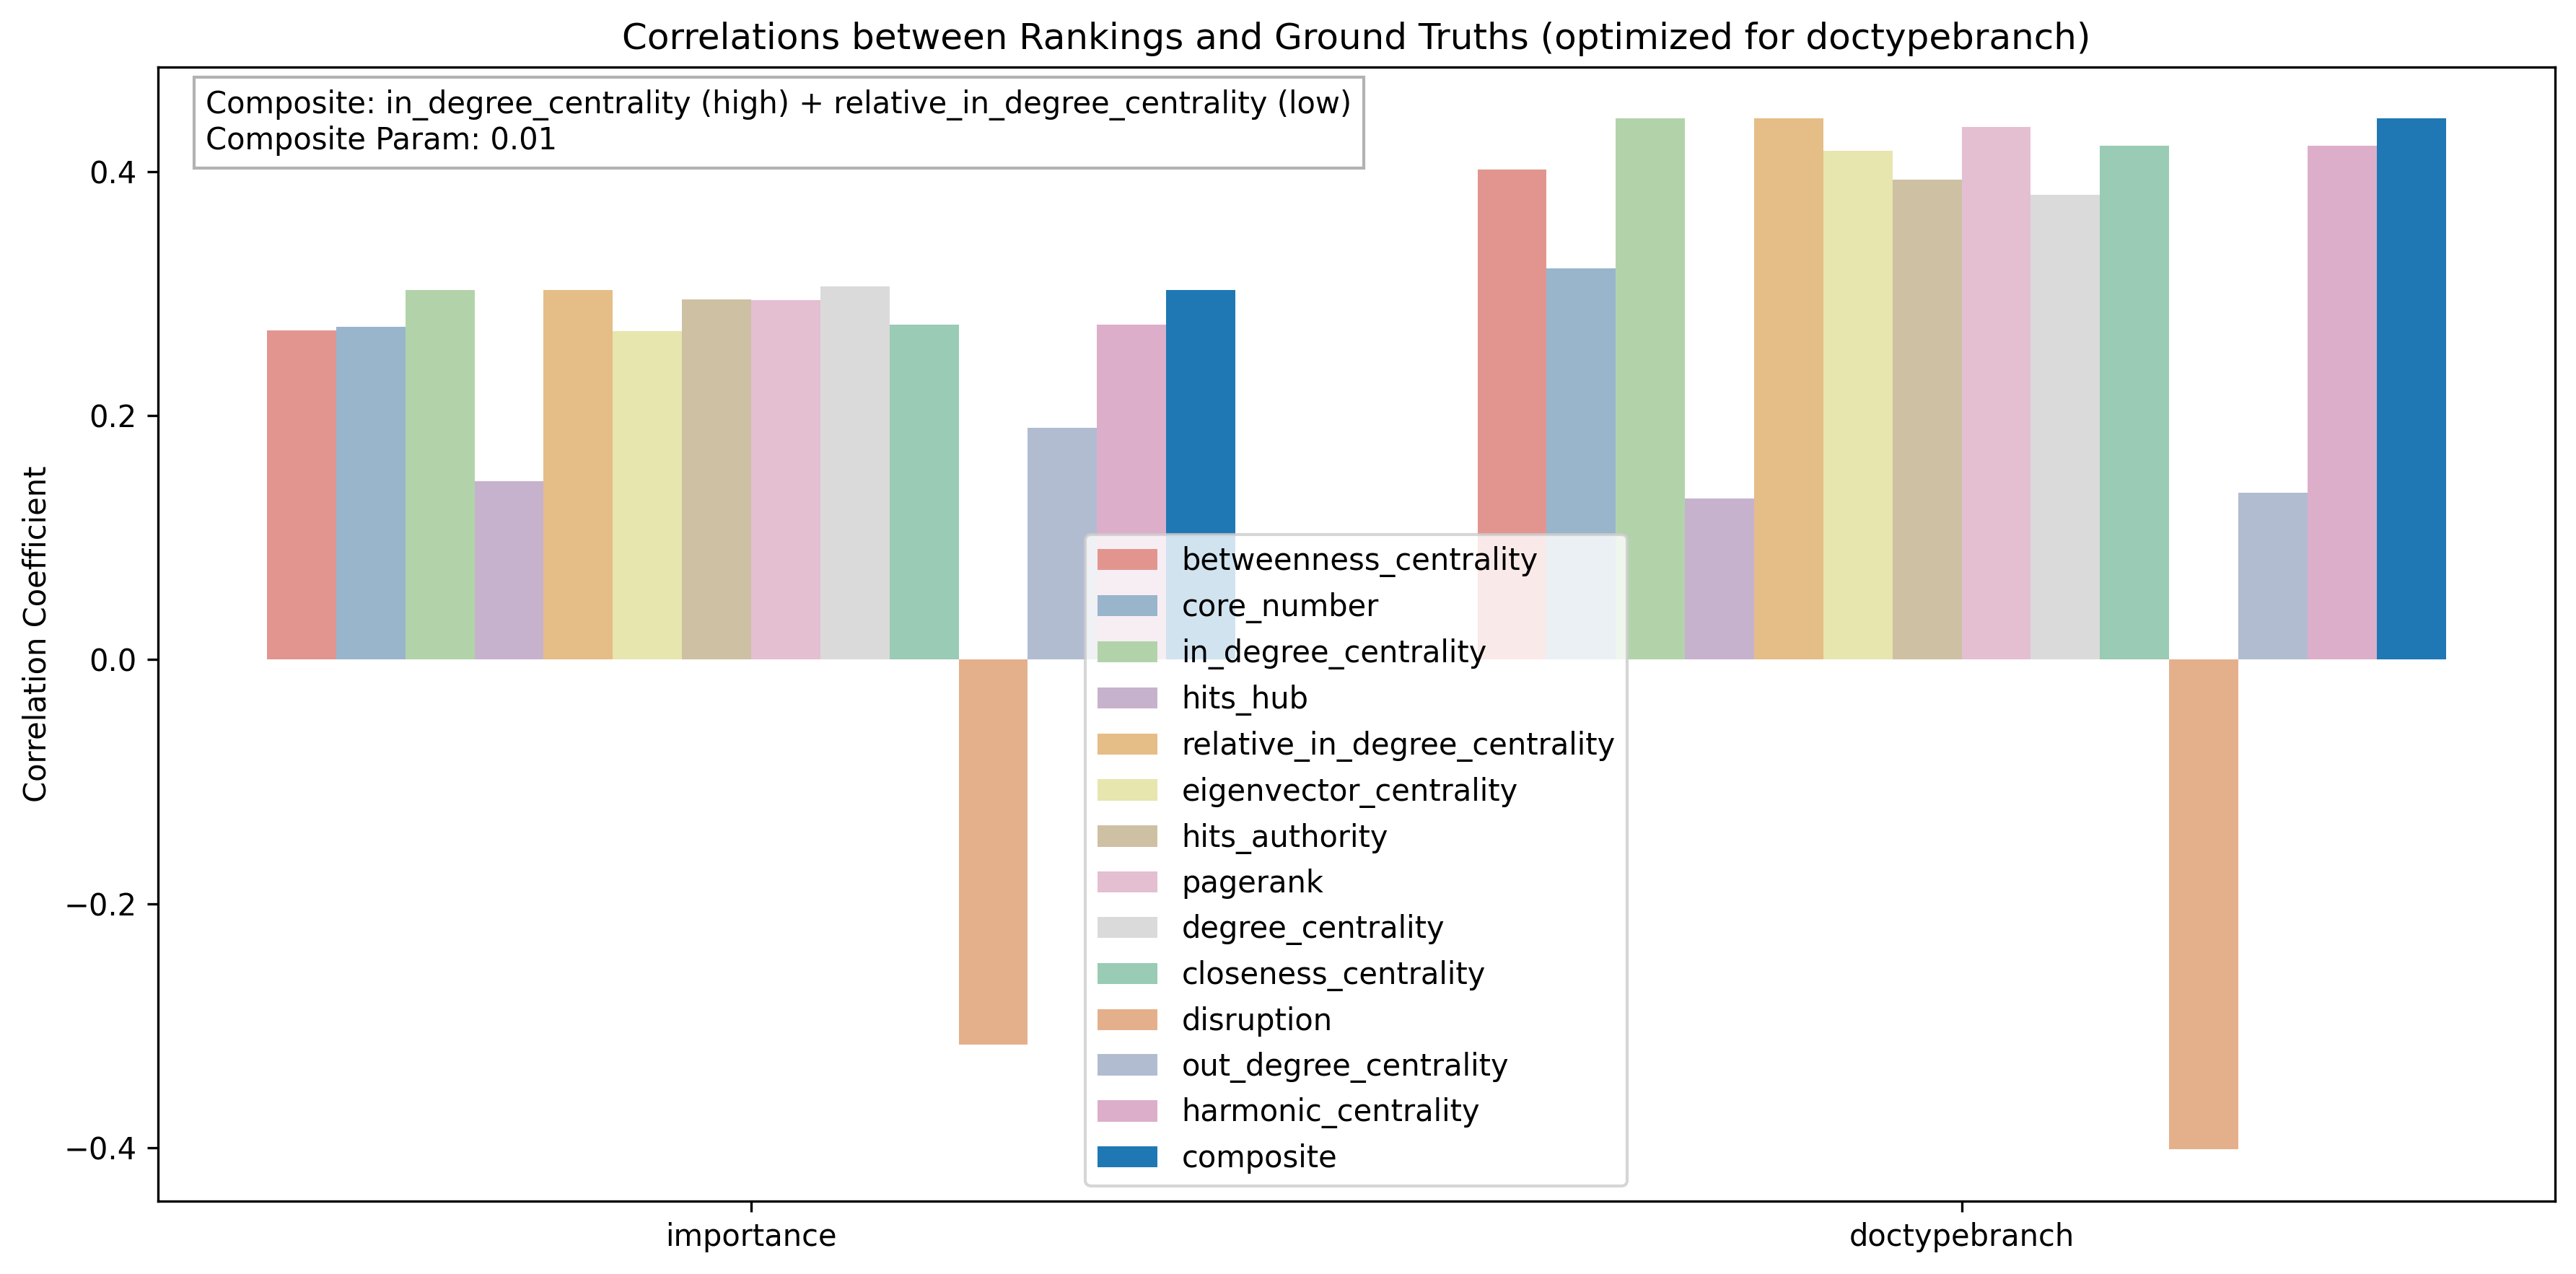 Correlations between Rankings and Ground Truths (optimized for doctypebranch)
Composite: in_degree_centrality (high) + relative_in_degree_centrality (low)
Composite Param: 0.01
Correlation Coefficient
0.4
0.2
0.0
−0.2
−0.4
betweenness_centrality
core_number
in_degree_centrality
hits_hub
relative_in_degree_centrality
eigenvector_centrality
hits_authority
pagerank
degree_centrality
closeness_centrality
disruption
out_degree_centrality
harmonic_centrality
composite
importance
doctypebranch